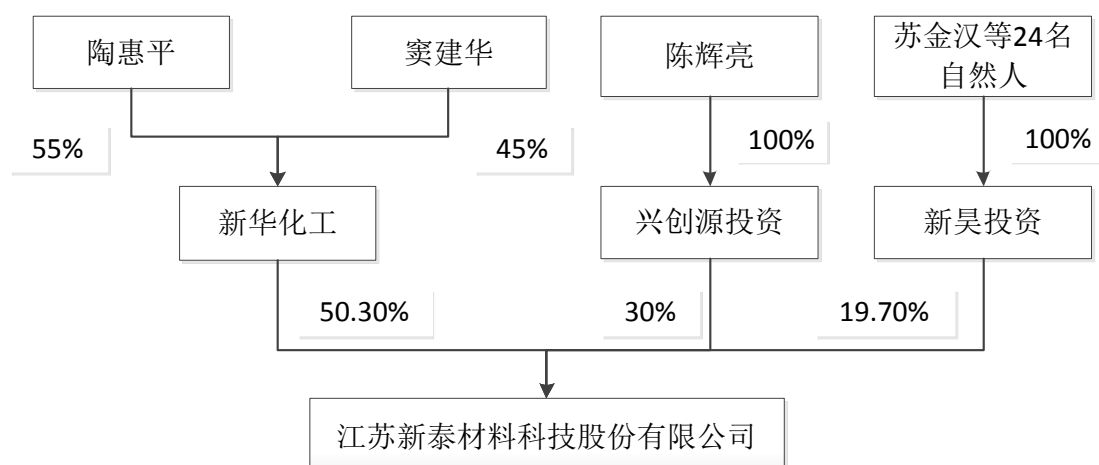 陶惠平
窦建华
陈辉亮
苏金汉等24名
自然人
55%
45%
100%
100%
新华化工
兴创源投资
新昊投资
50.30%
30%
19.70%
江苏新泰材料科技股份有限公司